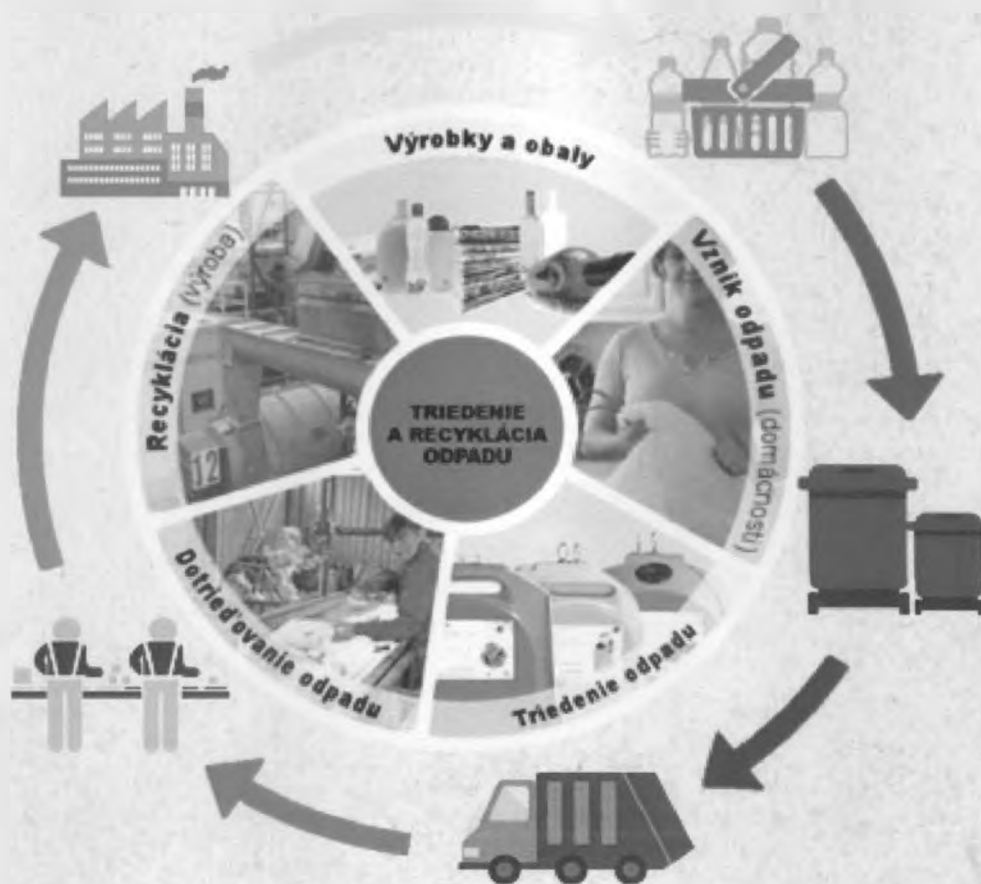 Výrobky a obaly
Vznik odpadu (domácnosti)
Triedenie odpadu
Dotrieďovanie odpadu
Recyklácia (výroba)
12
TRIEDENIE
A RECYKLÁCIA
ODPADU